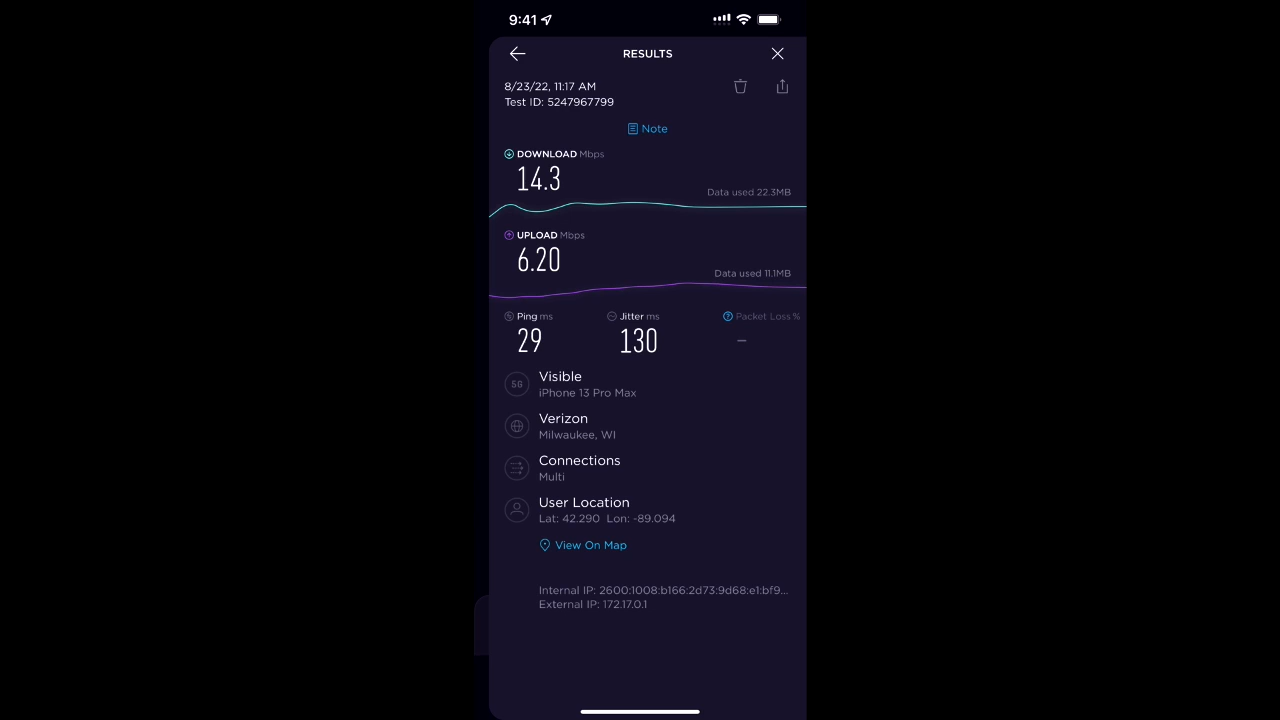 9:41
RESULTS
8/23/22, 11:17 AM
Test ID: 5247967799
Note
DOWNLOAD Mbps
14.3
Data used 22.3MB
UPLOAD Mbps
6.20
Data used 11.1MB
Ping ms Jitter ms Packet Loss %
29 130 –
5G
Visible
iPhone 13 Pro Max
Verizon
Milwaukee, WI
Connections
Multi
User Location
Lat: 42.290 Lon: -89.094
View On Map
Internal IP: 2600:1008:b166:2d73:9d68:e1:bf9...
External IP: 172.17.0.1